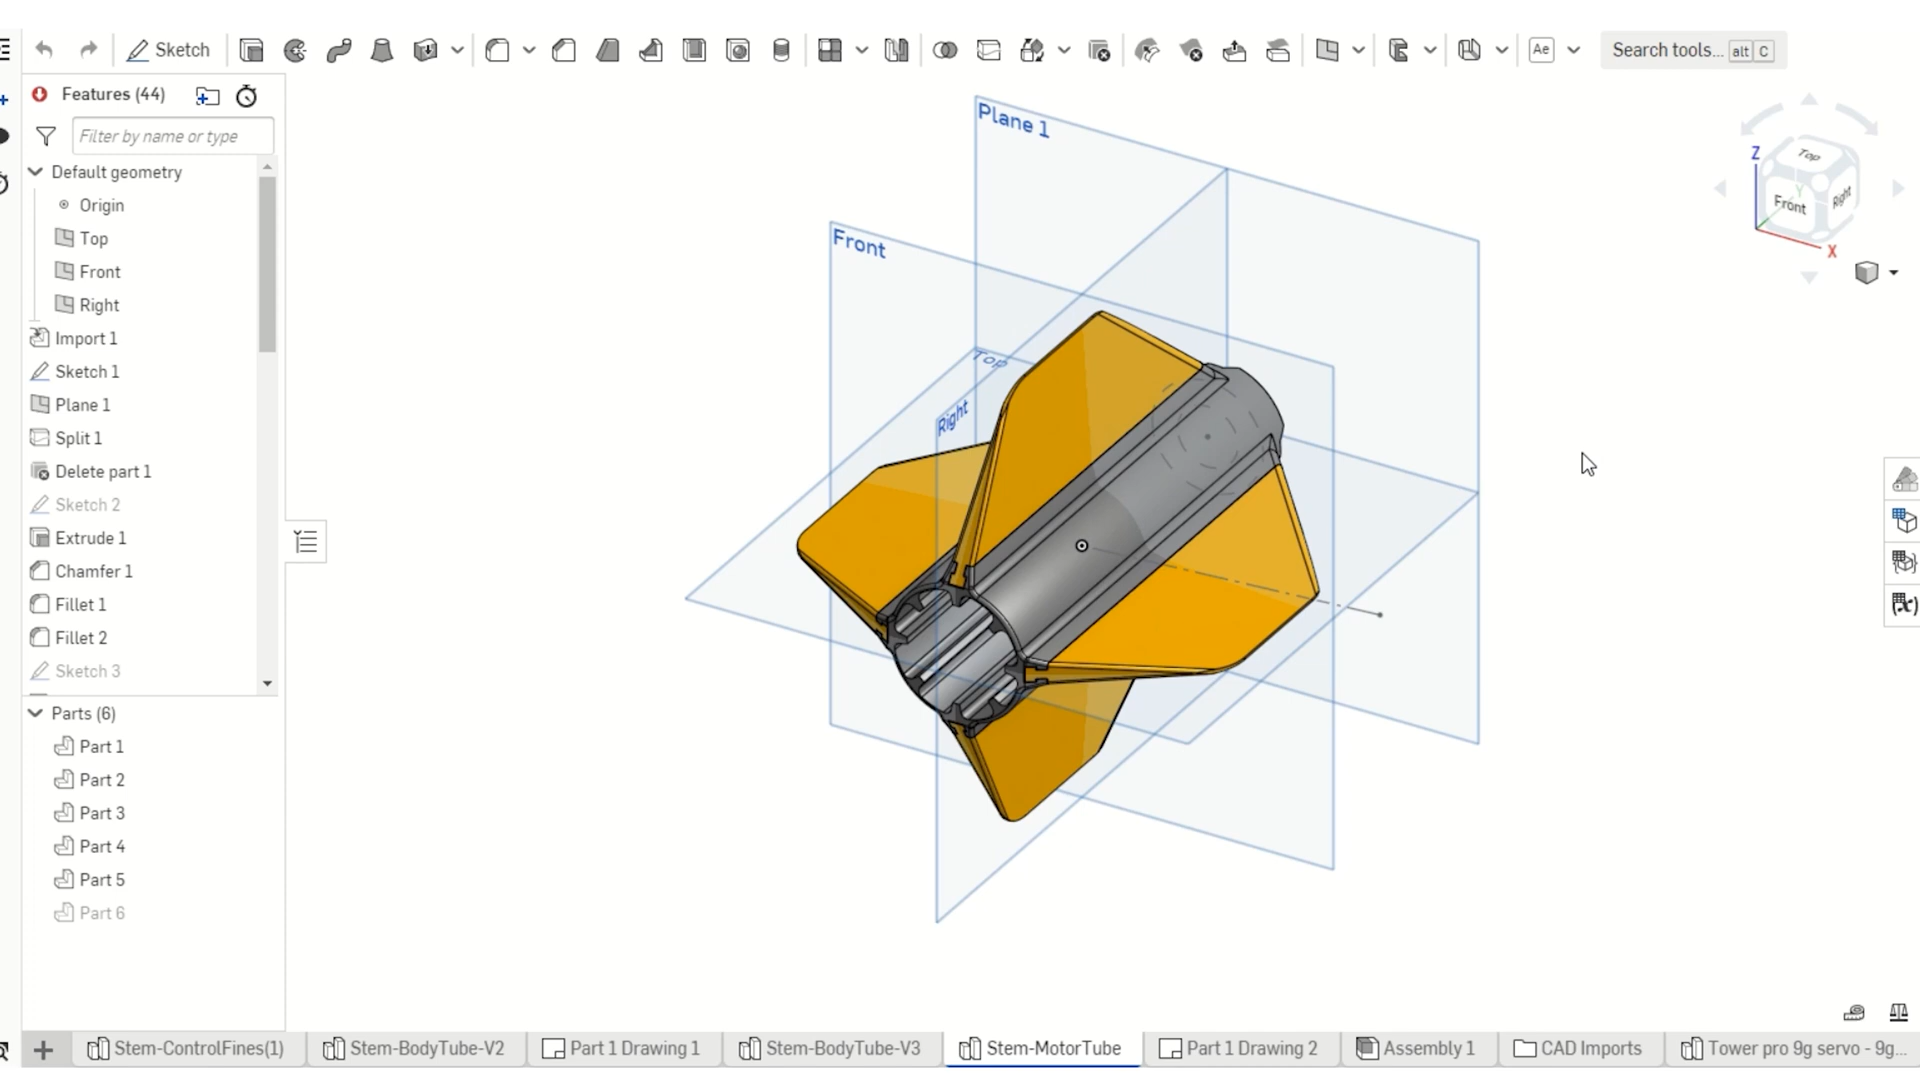 Sketch
Ae
Search tools... alt C
Features (44)
Filter by name or type
Default geometry
Origin
Top
Front
Right
Import 1
Sketch 1
Plane 1
Split 1
Delete part 1
Sketch 2
Extrude 1
Chamfer 1
Fillet 1
Fillet 2
Sketch 3
Parts (6)
Part 1
Part 2
Part 3
Part 4
Part 5
Part 6
Plane 1
Front
Top
Right
Top
Z
Y
Front
Right
X
(x)
Stem-ControlFines(1)
Stem-BodyTube-V2
Part 1 Drawing 1
Stem-BodyTube-V3
Stem-MotorTube
Part 1 Drawing 2
Assembly 1
CAD Imports
Tower pro 9g servo - 9g...